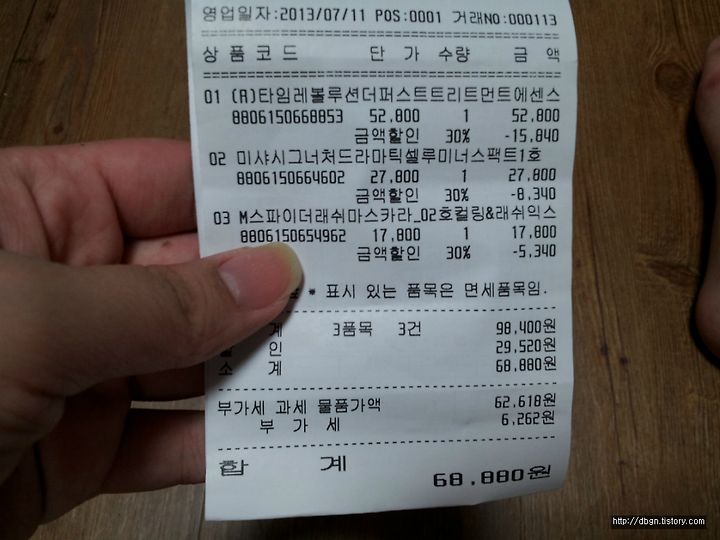 영업일자:2013/07/11 POS:0001 거래NO:000113
상 품 코 드 단 가 수량 금 액
01 (R)타임레볼루션더퍼스트트리트먼트에센스
8806150668853 52,800 1 52,800
금액할인 30% -15,840
02 미샤시그너처드라마틱셀루미너스팩트1호
8806150664602 27,800 1 27,800
금액할인 30% -8,340
03 M스파이더래쉬마스카라_02호컬링&래쉬익스
8806150654962 17,800 1 17,800
금액할인 30% -5,340
* 표시 있는 품목은 면세품목임.
계 3품목 3건 98,400원
인 29,520원
소 계 68,880원
부가세 과세 물품가액 62,618원
부 가 세 6,262원
합 계
68,880원
http://dbgn.tistory.com